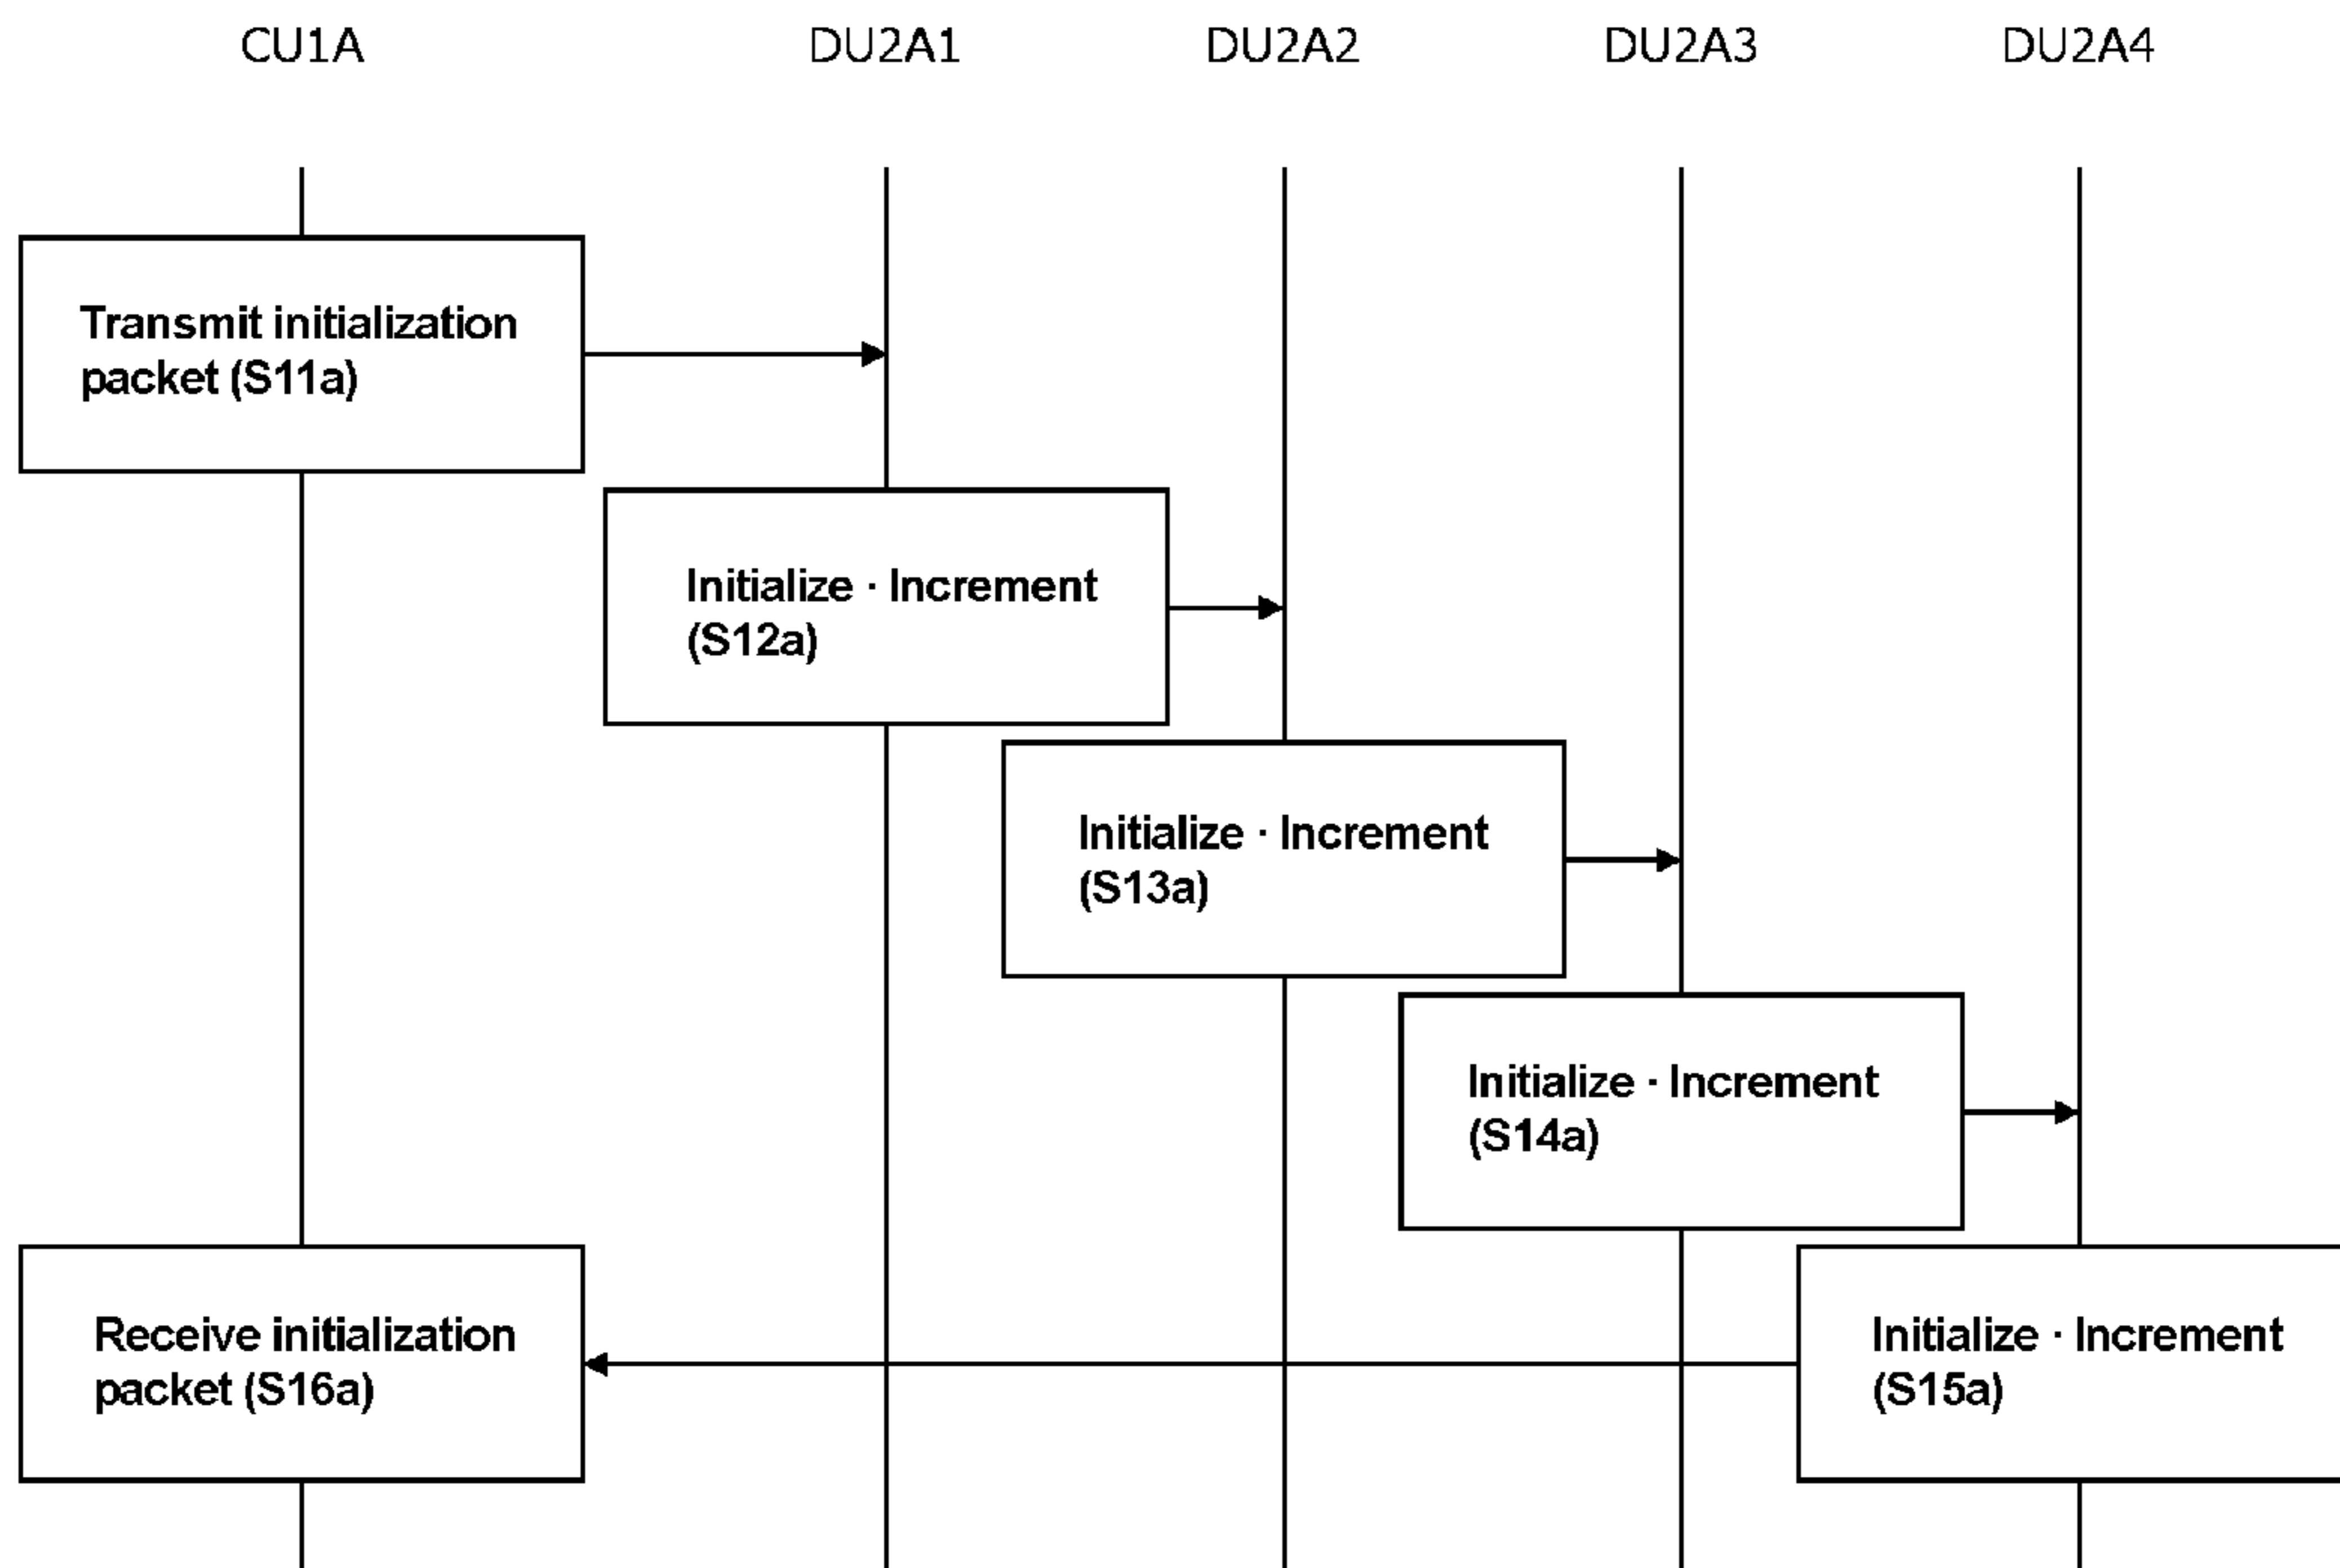 CU1A DU2A1 DU2A2 DU2A3 DU2A4
Transmit initialization
packet (S11a)
Initialize · Increment
(S12a)
Initialize · Increment
(S13a)
Initialize · Increment
(S14a)
Receive initialization
packet (S16a)
Initialize · Increment
(S15a)